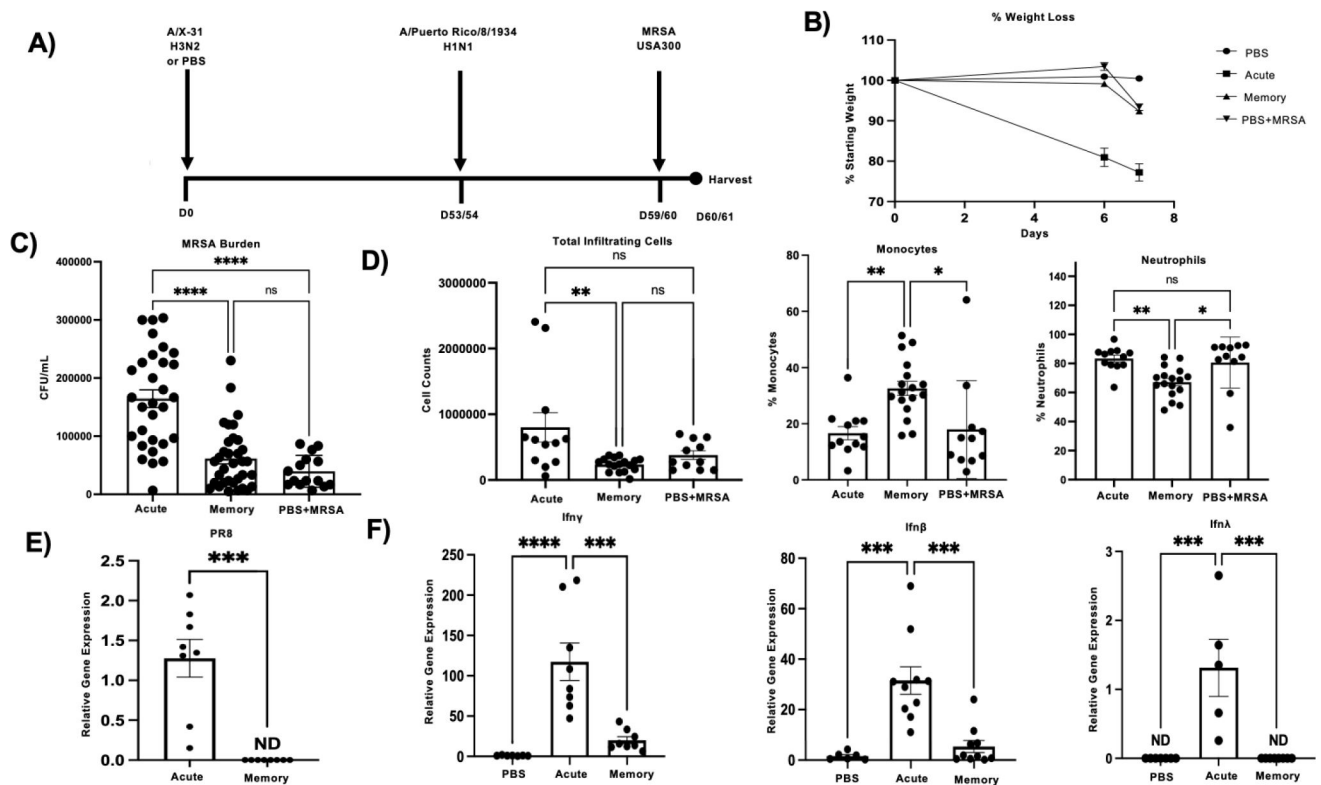 A)
A/X-31
H3N2
or PBS
A/Puerto Rico/8/1934
H1N1
MRSA
USA300
Harvest
D0
D53/54
D59/60
D60/61
B)
% Weight Loss
% Starting Weight
100
90
80
70
0
2
4
6
8
Days
PBS
Acute
Memory
PBS+MRSA
C)
MRSA Burden
CFU/mL
400000
300000
200000
100000
0
****
****
ns
Acute
Memory
PBS+MRSA
D)
Total Infiltrating Cells
Cell Counts
3000000
2000000
1000000
0
ns
**
ns
Acute
Memory
PBS+MRSA
Monocytes
% Monocytes
80
60
40
20
0
**
*
Acute
Memory
PBS+MRSA
Neutrophils
% Neutrophils
150
100
50
0
ns
**
*
Acute
Memory
PBS+MRSA
E)
PR8
Relative Gene Expression
2.5
2.0
1.5
1.0
0.5
0.0
***
ND
Acute
Memory
F)
Ifnγ
Relative Gene Expression
250
200
150
100
50
0
****
***
PBS
Acute
Memory
Ifnβ
Relative Gene Expression
80
60
40
20
0
***
***
PBS
Acute
Memory
Ifnλ
Relative Gene Expression
4
3
2
1
0
***
***
ND
ND
PBS
Acute
Memory